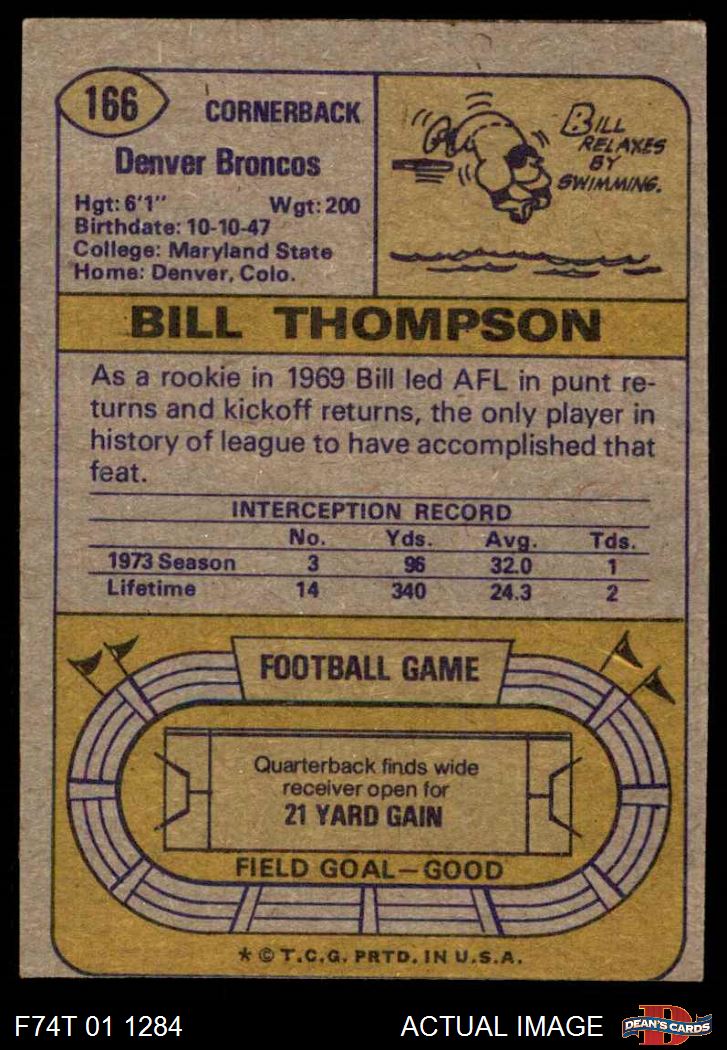 166
CORNERBACK
Denver Broncos
Hgt: 6'1" Wgt: 200
Birthdate: 10-10-47
College: Maryland State
Home: Denver, Colo.
BILL
RELAXES
BY
SWIMMING.
BILL THOMPSON
As a rookie in 1969 Bill led AFL in punt re-
turns and kickoff returns, the only player in
history of league to have accomplished that
feat.
INTERCEPTION RECORD
No. Yds. Avg. Tds.
1973 Season 3 96 32.0 1
Lifetime 14 340 24.3 2
FOOTBALL GAME
Quarterback finds wide
receiver open for
21 YARD GAIN
FIELD GOAL—GOOD
* © T.C.G. PRTD. IN U.S.A.
F74T 01 1284 ACTUAL IMAGE
D
DEAN'S CARDS